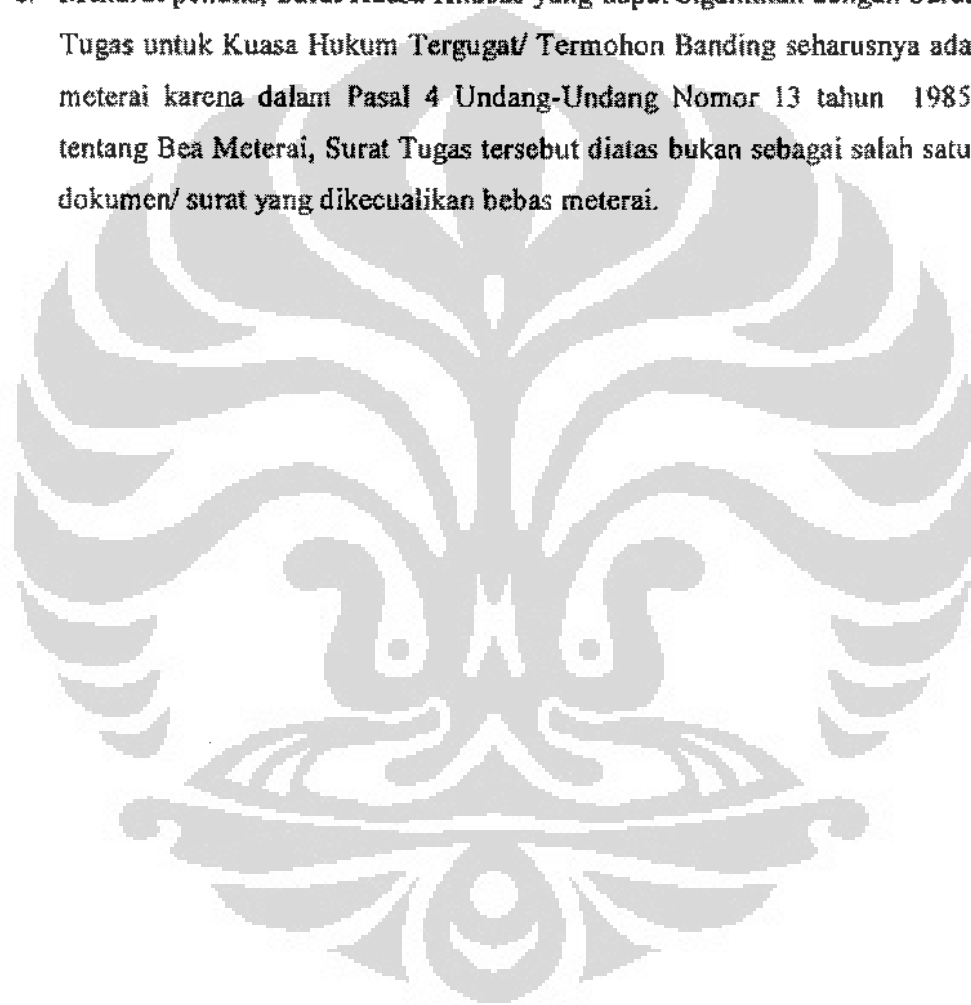 Tugas untuk Kuasa Hukum Tergugat/ Termohon Banding seharusnya ada
meterai karena dalam Pasal 4 Undang-Undang Nomor 13 tahun 1985
tentang Bea Meterai, Surat Tugas tersebut diatas bukan sebagai salah satu
dokumen/ surat yang dikecualikan bebas meterai.